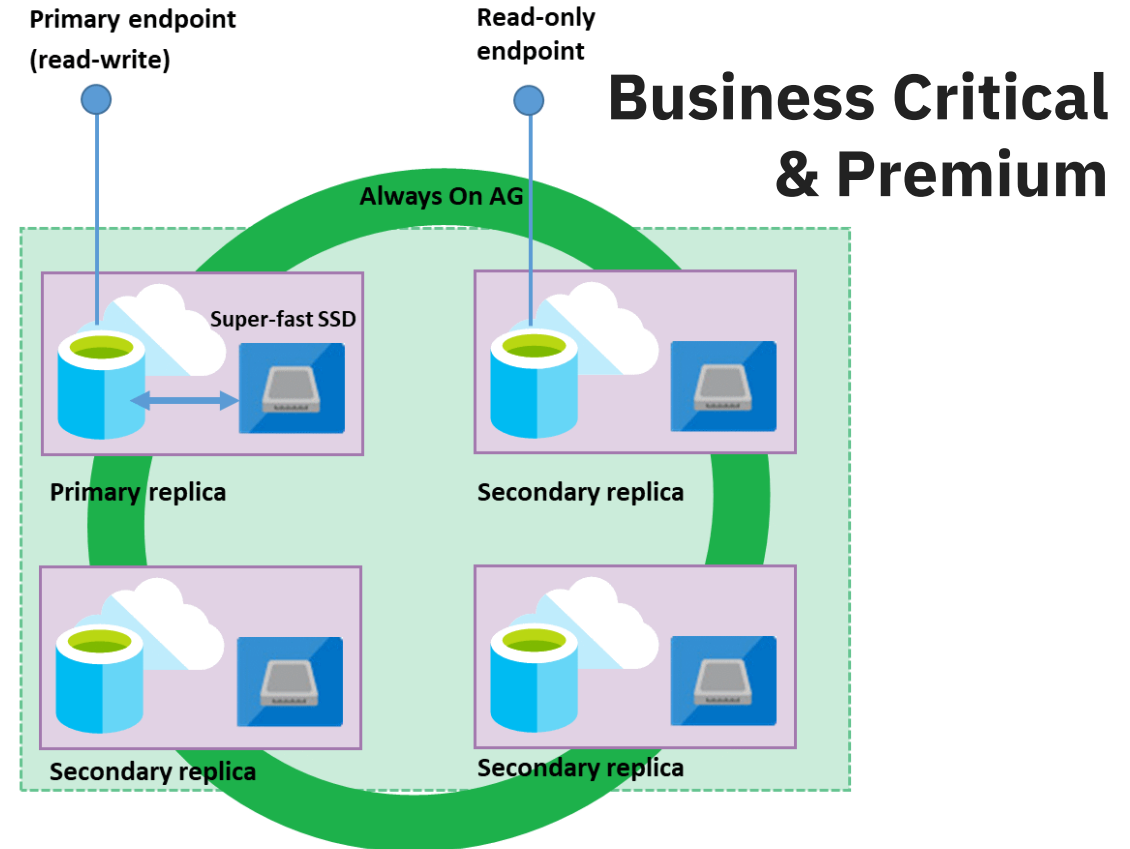 Primary endpoint
(read-write)
Read-only
endpoint
Business Critical
& Premium
Always On AG
Super-fast SSD
Primary replica
Secondary replica
Secondary replica
Secondary replica